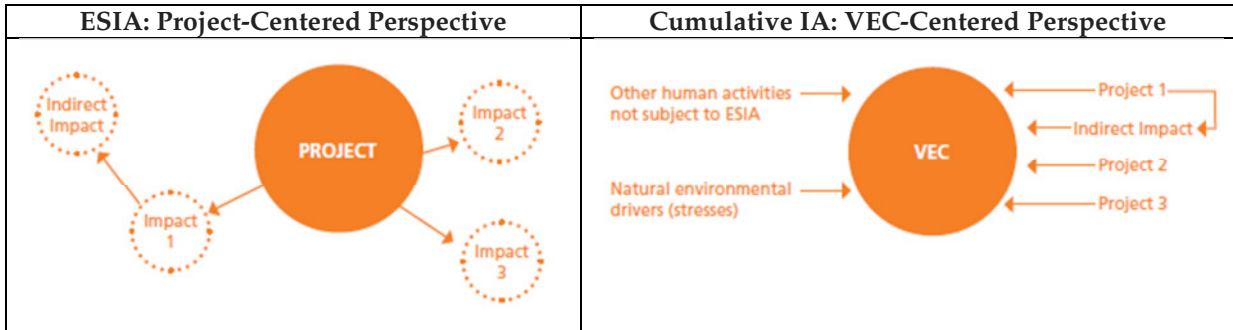 ESIA: Project-Centered Perspective
Cumulative IA: VEC-Centered Perspective
Indirect
Impact
PROJECT
Impact
2
Impact
1
Impact
3
Other human activities
not subject to ESIA
Natural environmental
drivers (stresses)
VEC
Project 1
Indirect Impact
Project 2
Project 3